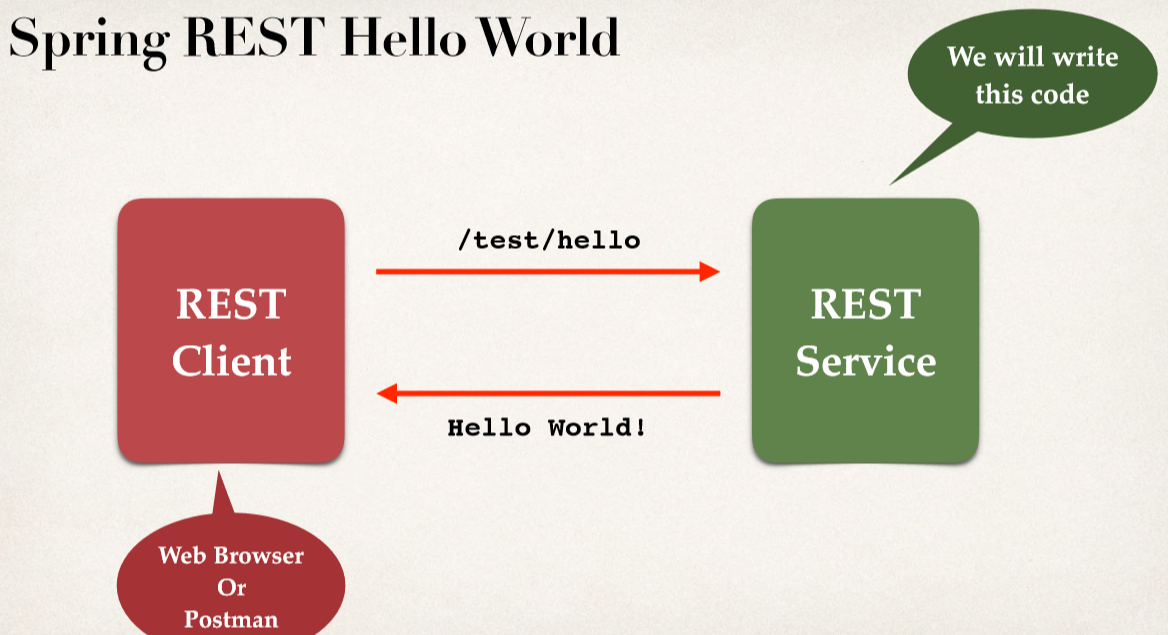 Spring REST Hello World
We will write
this code
/test/hello
REST
Client
REST
Service
Hello World!
Web Browser
Or
Postman